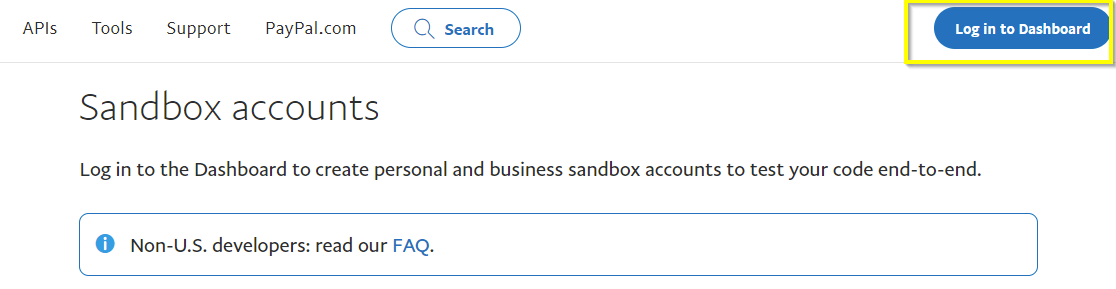 APIs Tools Support PayPal.com Search Log in to Dashboard
Sandbox accounts
Log in to the Dashboard to create personal and business sandbox accounts to test your code end-to-end.
Non-U.S. developers: read our FAQ.